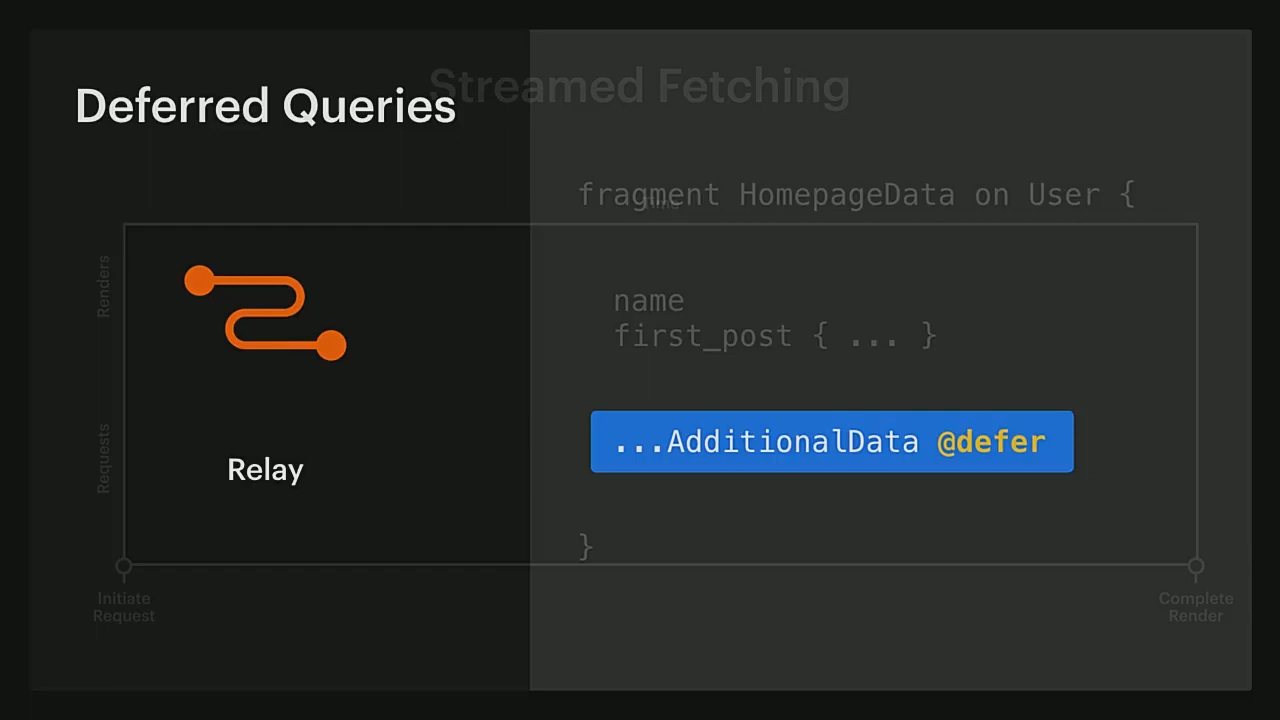 Streamed Fetching
Deferred Queries
fragment HomepageData on User {
Time
name
first_post { ... }
...AdditionalData @defer
}
Relay
Renders
Requests
Initiate
Request
Complete
Render